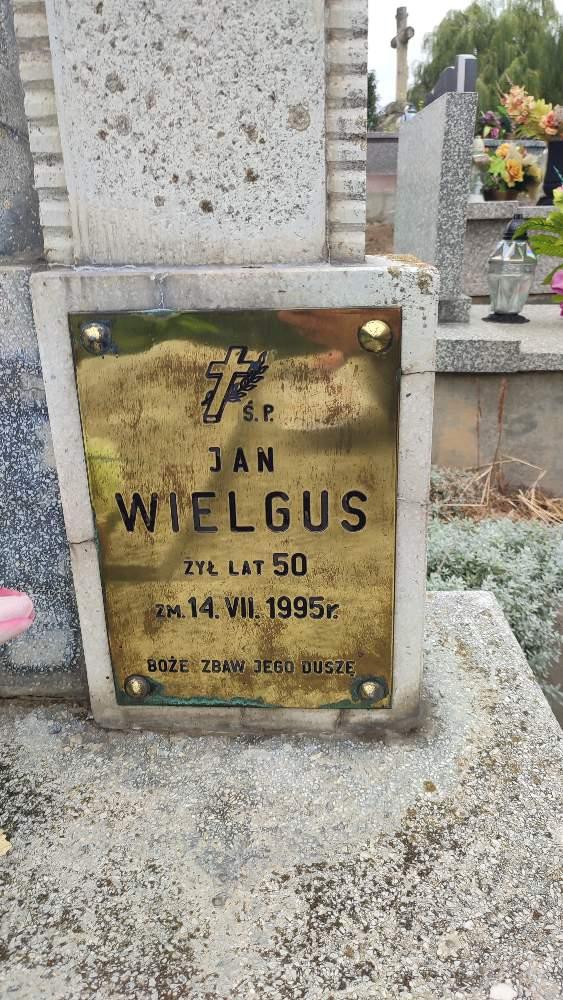 Ś.P.
JAN
WIELGUS
ŻYŁ LAT 50
ZM. 14. VII. 1995r.
BOŻE ZBAW JEGO DUSZĘ